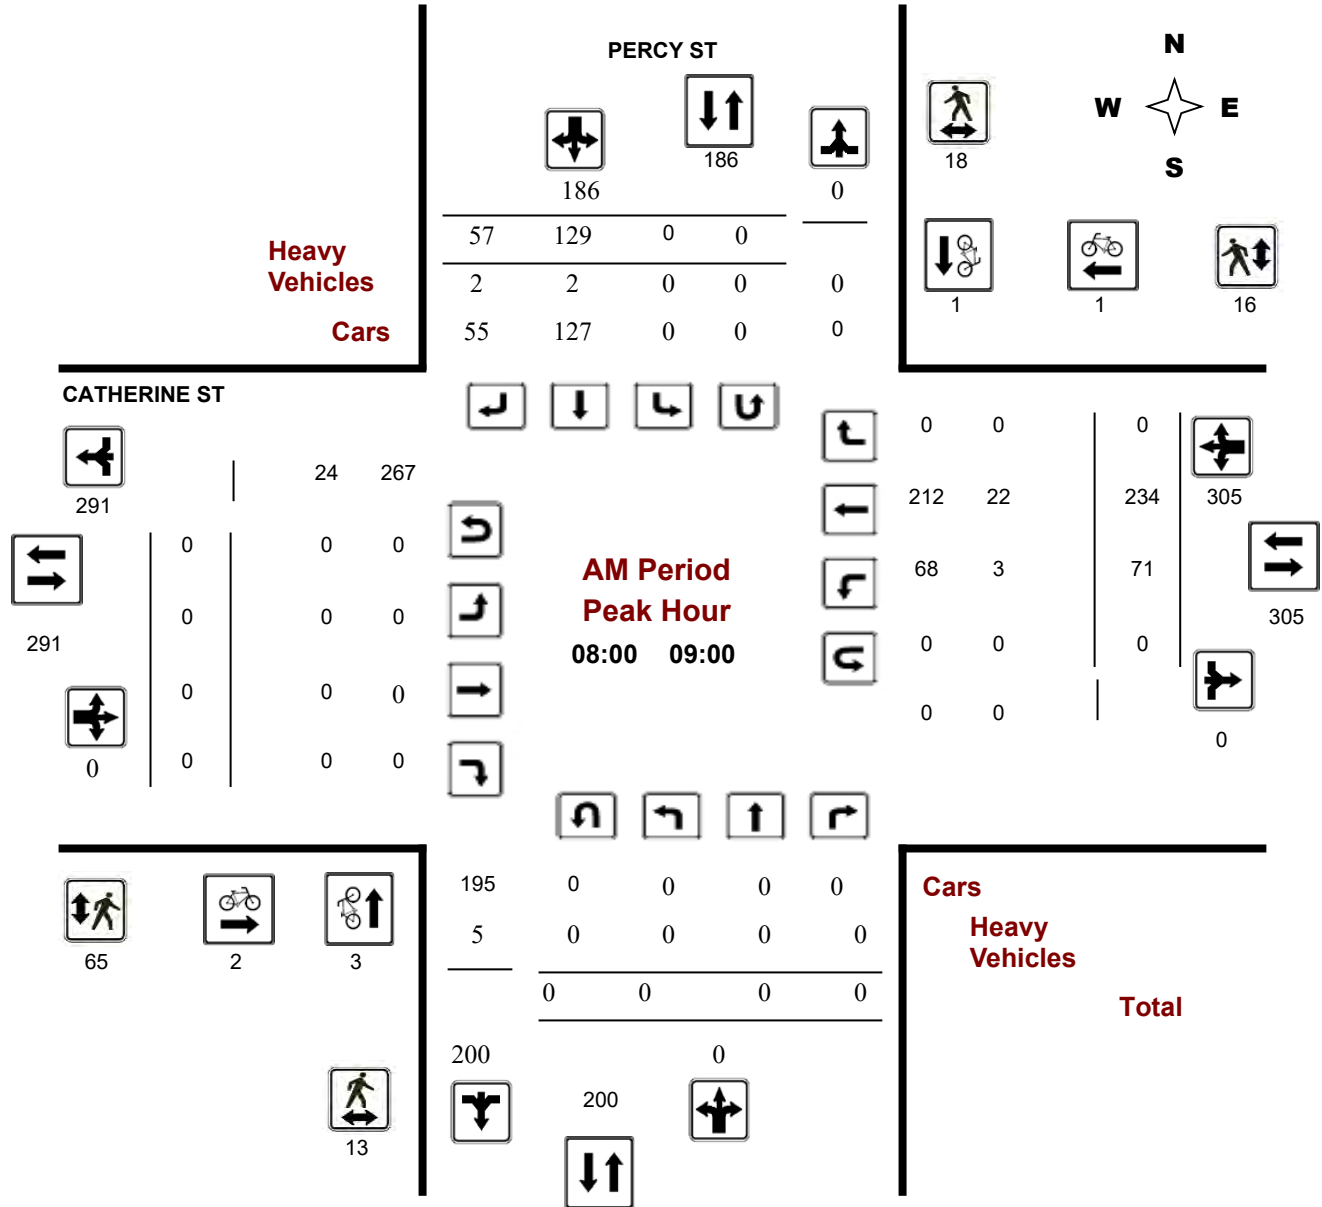 PERCY ST
N
W E
S
186
18
186 0
57 129 0 0
Heavy
Vehicles
2 2 0 0 0
1 1 16
Cars
55 127 0 0 0
CATHERINE ST
0 0 0
24 267
291
212 22 234 305
0 0 0
AM Period
68 3 71
Peak Hour
0 0 0
305
291
08:00 09:00
0 0 0
0 0 0
0 0
0
0 0 0 0
195 0 0 0 0
Cars
5 0 0 0 0
Heavy
Vehicles
65 2 3
0 0 0 0
Total
200 0
200
13